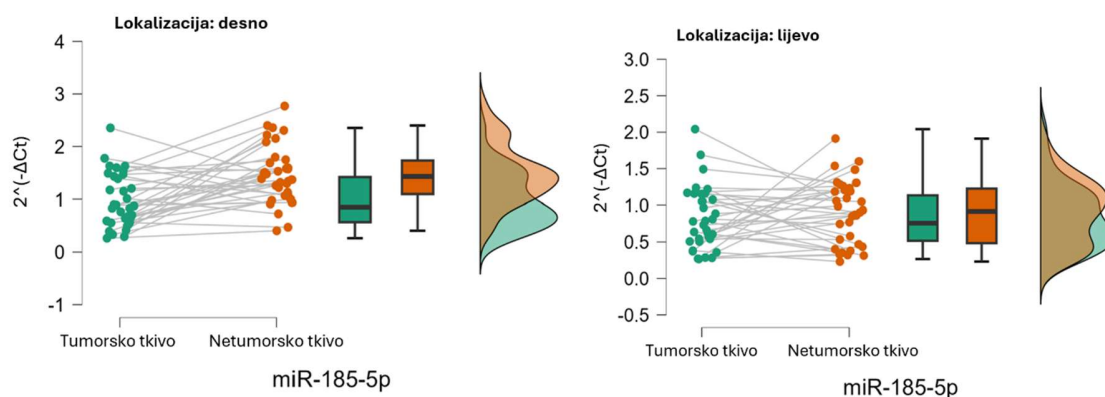 Lokalizacija: desno
4
3
2
1
0
-1
2^(-ΔCt)
Tumorsko tkivo
Netumorsko tkivo
miR-185-5p
Lokalizacija: lijevo
3.0
2.5
2.0
1.5
1.0
0.5
0.0
-0.5
2^(-ΔCt)
Tumorsko tkivo
Netumorsko tkivo
miR-185-5p